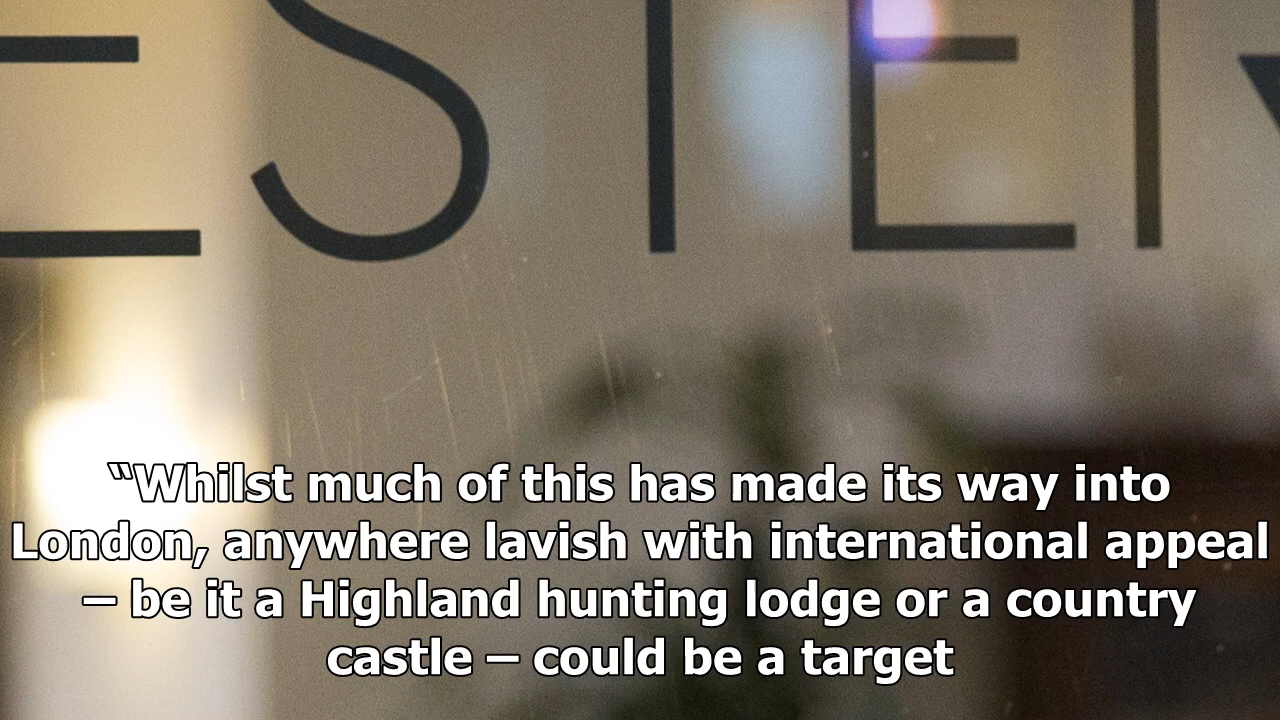 “Whilst much of this has made its way into
London, anywhere lavish with international appeal
– be it a Highland hunting lodge or a country
castle – could be a target